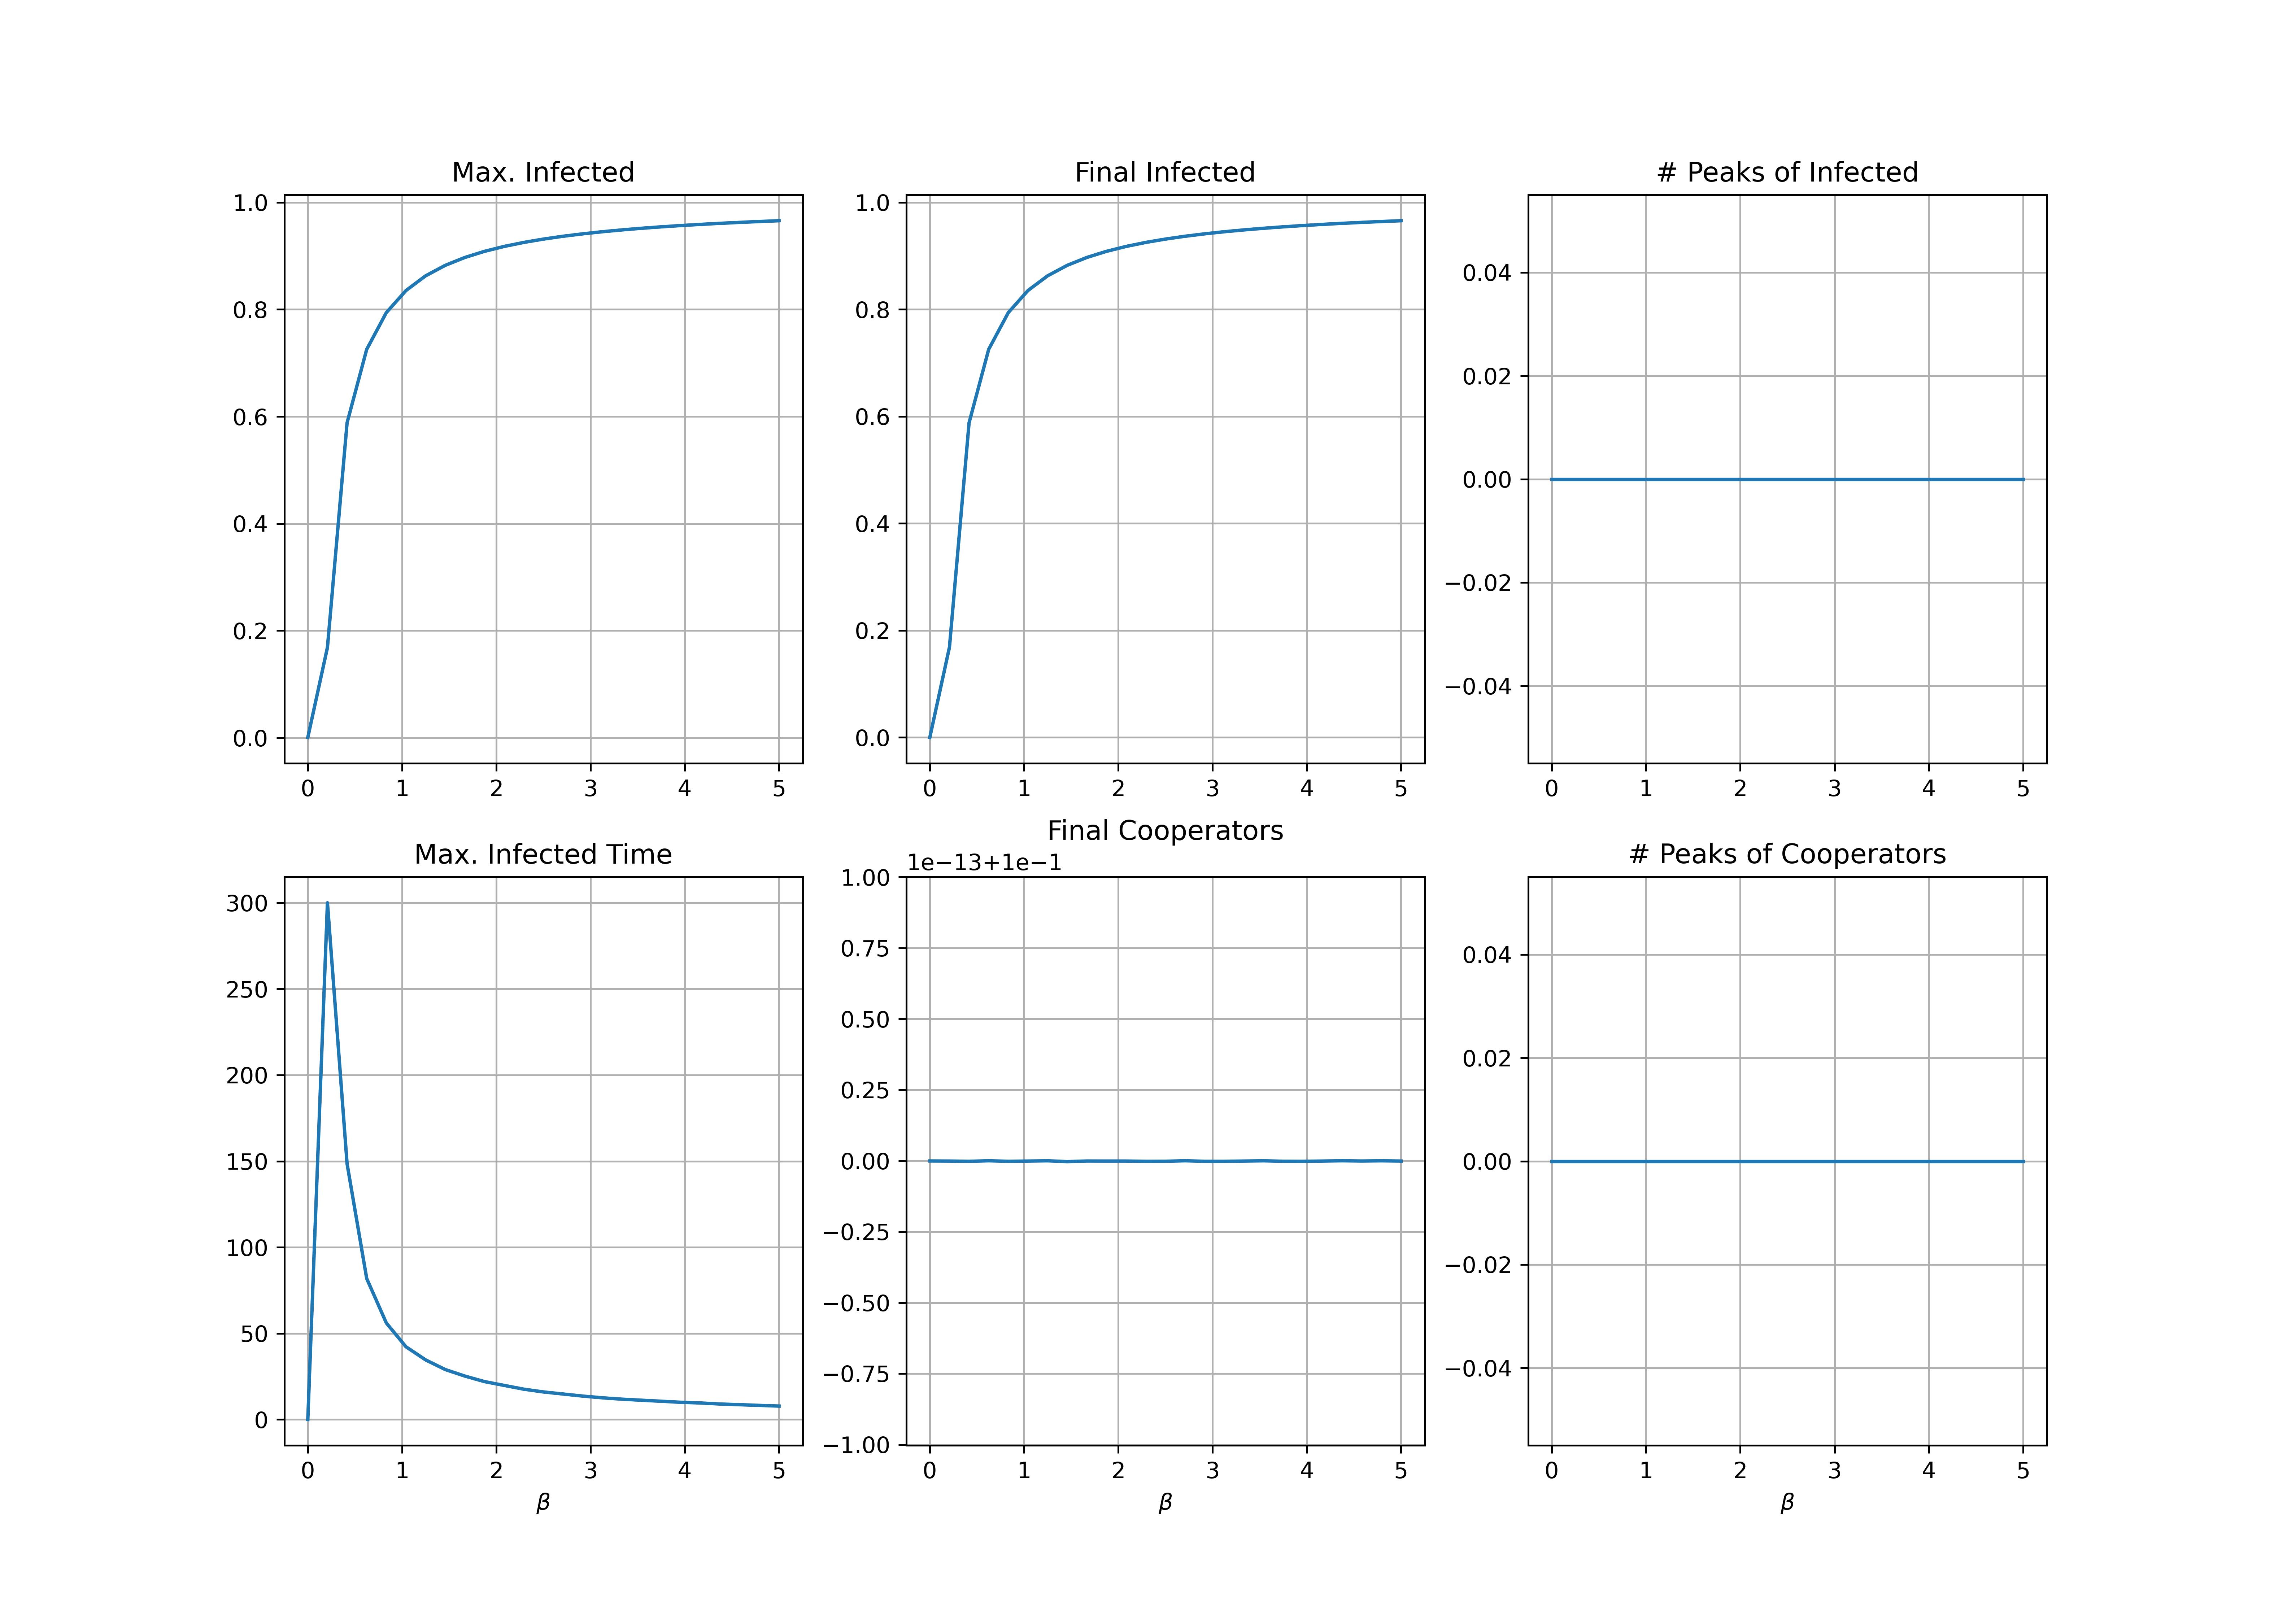 Max. Infected
1.0
0.8
0.6
0.4
0.2
0.0
0 1 2 3 4 5
Final Infected
1.0
0.8
0.6
0.4
0.2
0.0
0 1 2 3 4 5
# Peaks of Infected
0.04
0.02
0.00
−0.02
−0.04
0 1 2 3 4 5
Max. Infected Time
300
250
200
150
100
50
0
0 1 2 3 4 5
β
Final Cooperators
1e−13+1e−1
1.00
0.75
0.50
0.25
0.00
−0.25
−0.50
−0.75
−1.00
0 1 2 3 4 5
β
# Peaks of Cooperators
0.04
0.02
0.00
−0.02
−0.04
0 1 2 3 4 5
β